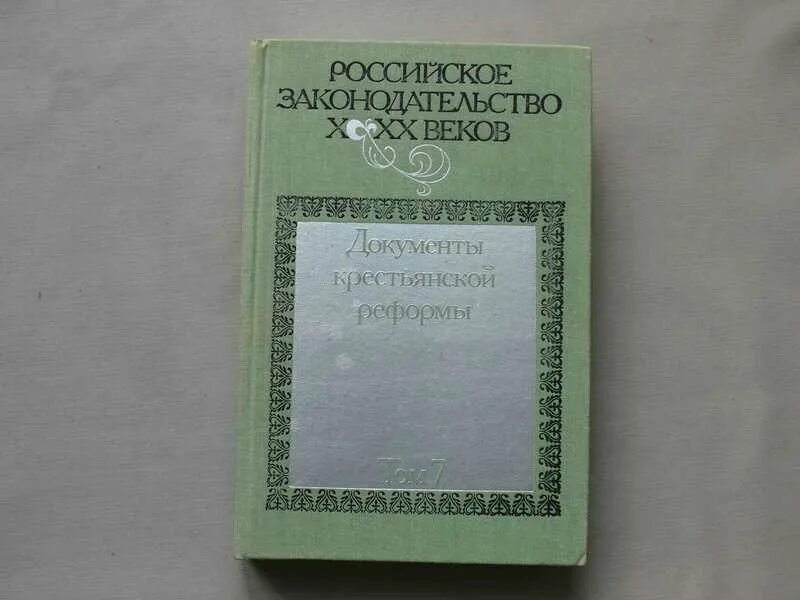 РОССИЙСКОЕ
ЗАКОНОДАТЕЛЬСТВО
X-XX ВЕКОВ
Документы
крестьянской
реформы
Том 7